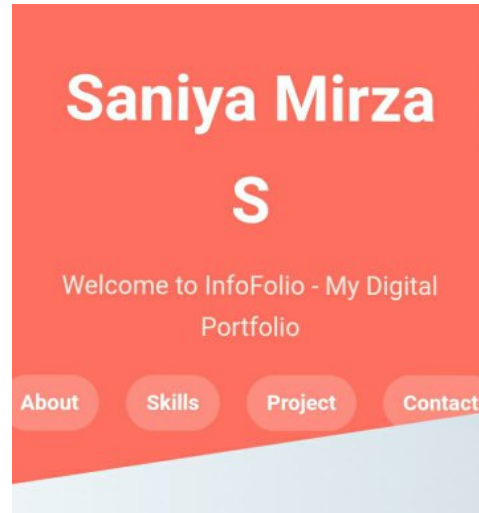 Saniya Mirza
S
Welcome to InfoFolio - My Digital
Portfolio
About Skills Project Contact